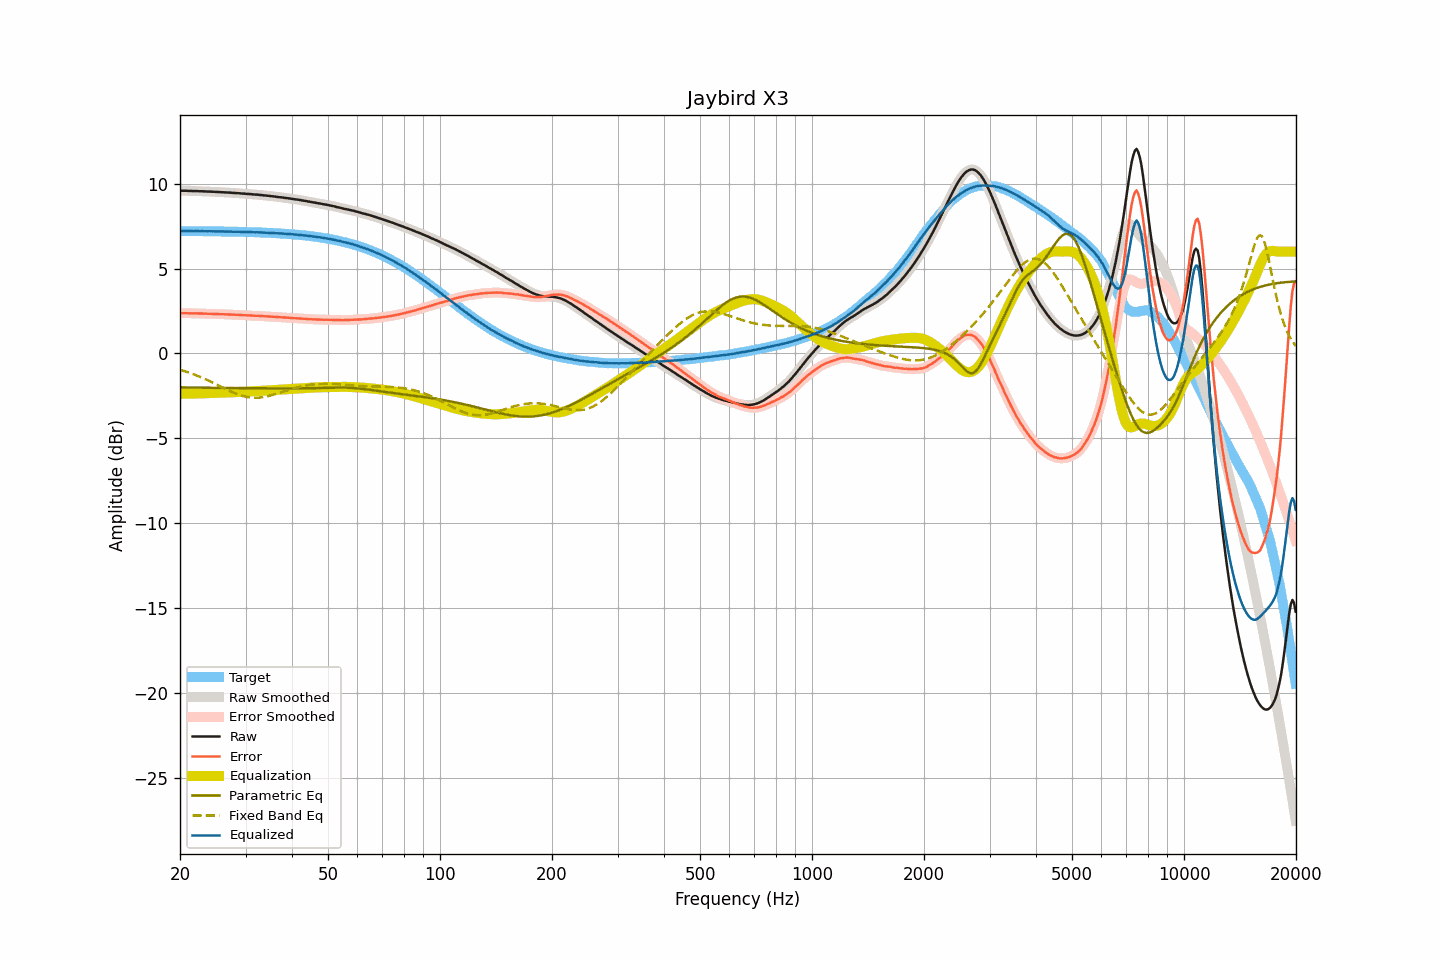 Jaybird X3
Amplitude (dBr)
10
5
0
−5
−10
−15
−20
−25
Target
Raw Smoothed
Error Smoothed
Raw
Error
Equalization
Parametric Eq
Fixed Band Eq
Equalized
20 50 100 200 500 1000 2000 5000 10000 20000
Frequency (Hz)